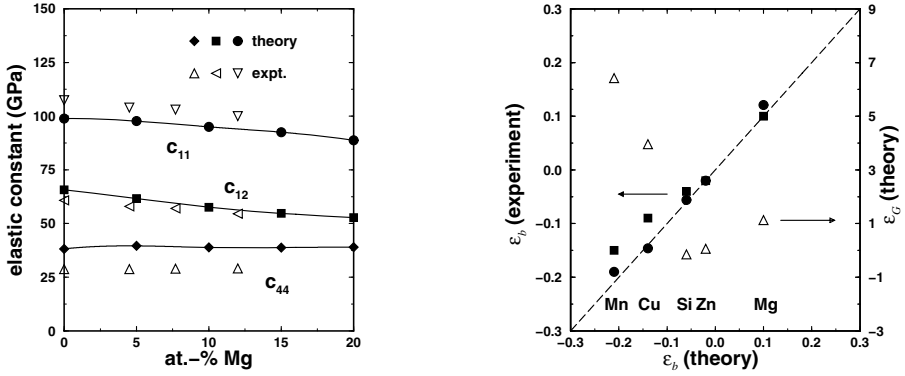 150
125
100
75
50
25
0
elastic constant (GPa)
theory
expt.
c11
c12
c44
0 5 10 15 20
at.−% Mg
0.3
0.2
0.1
0.0
−0.1
−0.2
−0.3
εb (experiment)
Mn Cu Si Zn Mg
−0.3 −0.2 −0.1 0.0 0.1 0.2 0.3
εb (theory)
9
7
5
3
1
−1
−3
εG (theory)